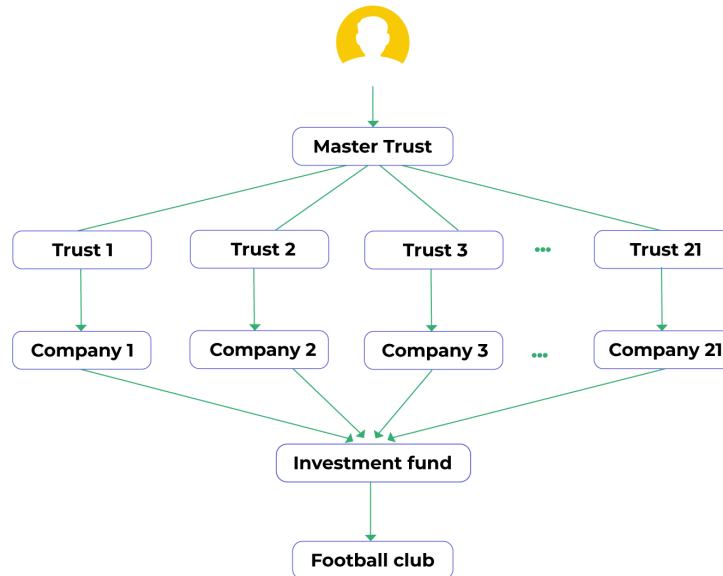 Master Trust
Trust 1
Trust 2
Trust 3
...
Trust 21
Company 1
Company 2
Company 3
...
Company 21
Investment fund
Football club